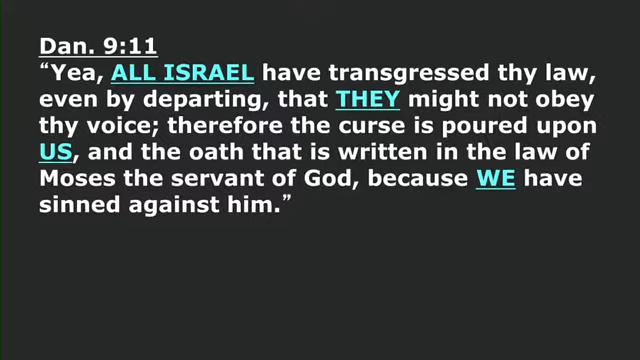 Dan. 9:11
“Yea, ALL ISRAEL have transgressed thy law,
even by departing, that THEY might not obey
thy voice; therefore the curse is poured upon
US, and the oath that is written in the law of
Moses the servant of God, because WE have
sinned against him.”